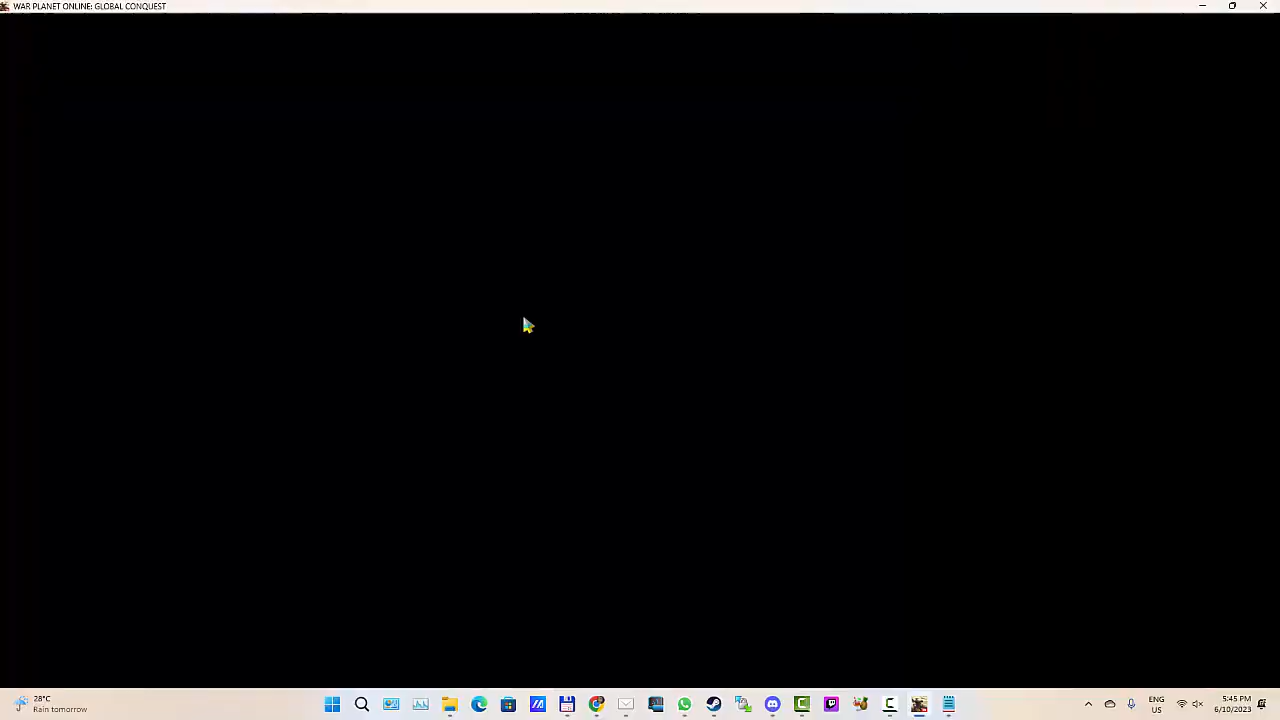 WAR PLANET ONLINE: GLOBAL CONQUEST
28°C
Rain tomorrow
ENG
US
5:45 PM
6/10/2023